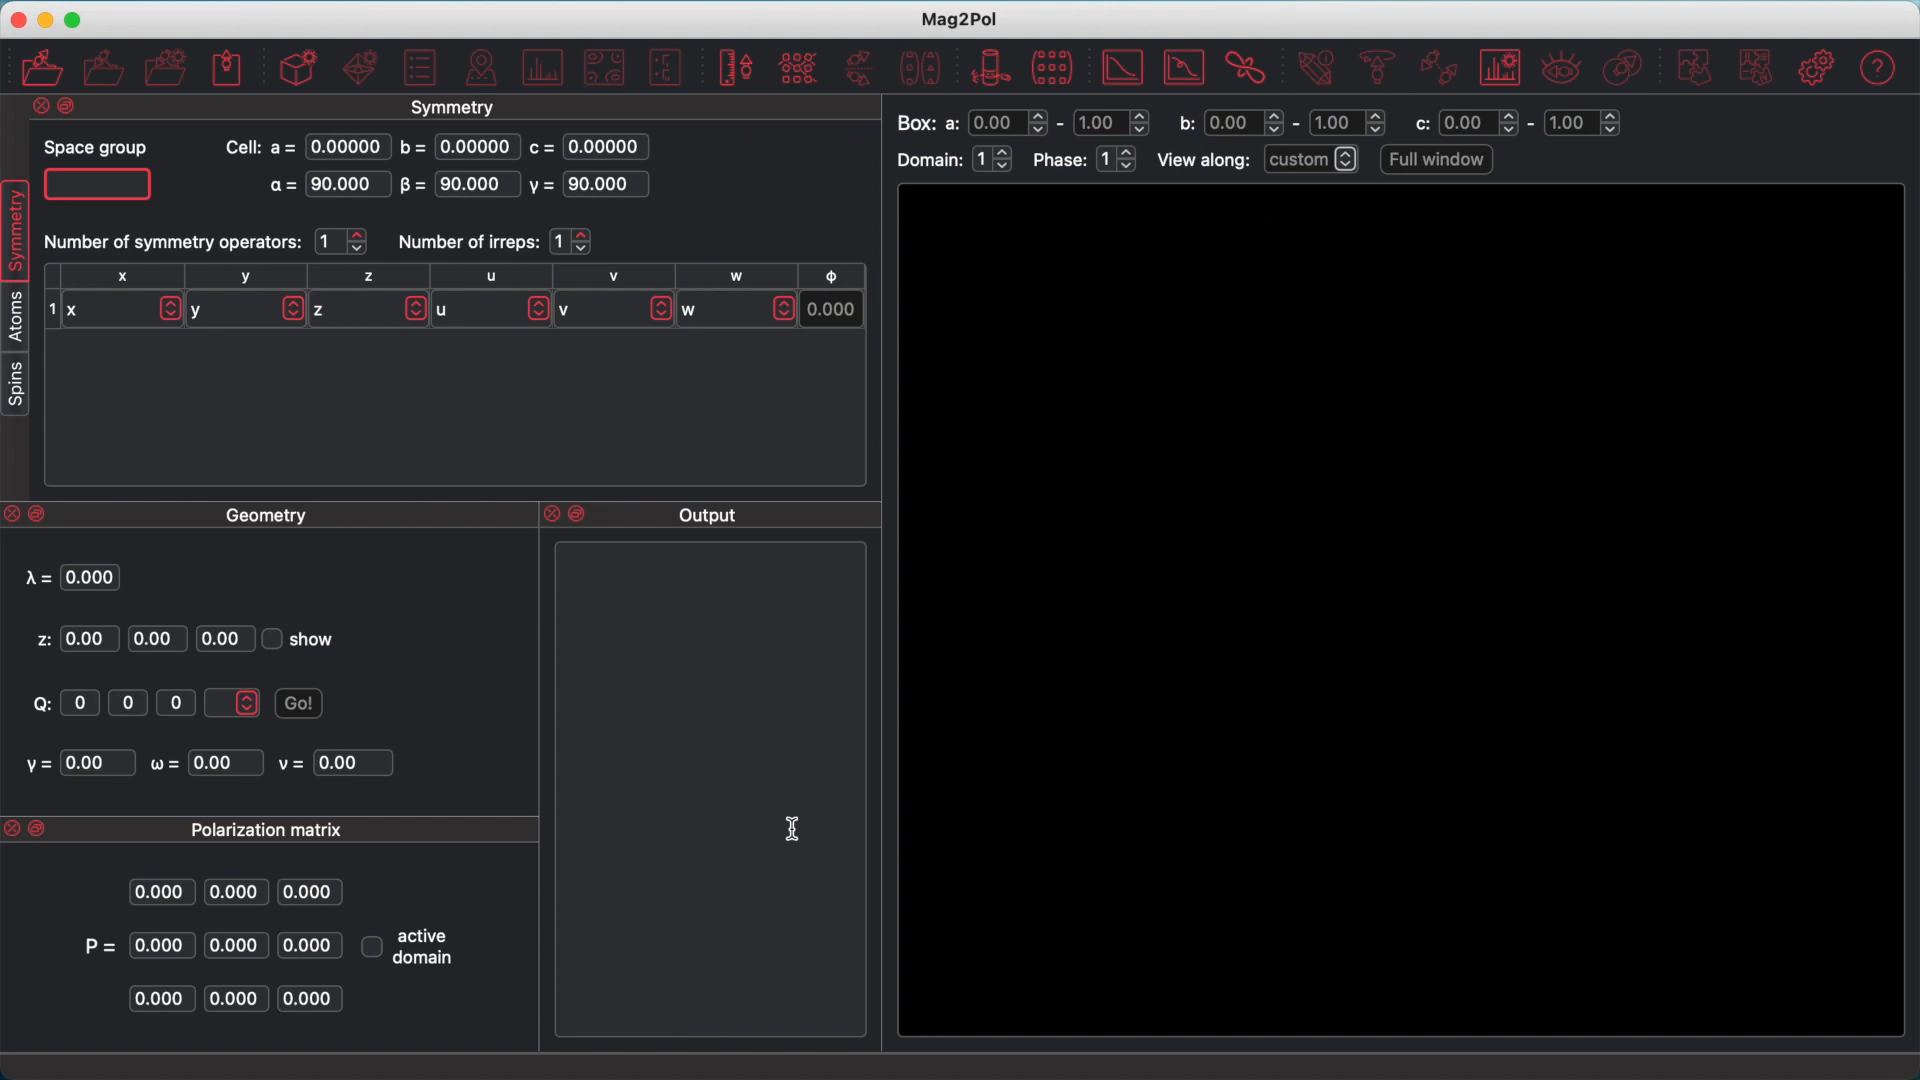 Mag2Pol
Symmetry
Space group
Cell: a = 0.00000 b = 0.00000 c = 0.00000
α = 90.000 β = 90.000 γ = 90.000
Number of symmetry operators: 1 Number of irreps: 1
x y z u v w ϕ
1 x y z u v w 0.000
Symmetry
Atoms
Spins
Box: a: 0.00 - 1.00 b: 0.00 - 1.00 c: 0.00 - 1.00
Domain: 1 Phase: 1 View along: custom Full window
Geometry
λ = 0.000
z: 0.00 0.00 0.00 show
Q: 0 0 0 Go!
γ = 0.00 ω = 0.00 ν = 0.00
Output
Polarization matrix
0.000 0.000 0.000
P = 0.000 0.000 0.000 active domain
0.000 0.000 0.000